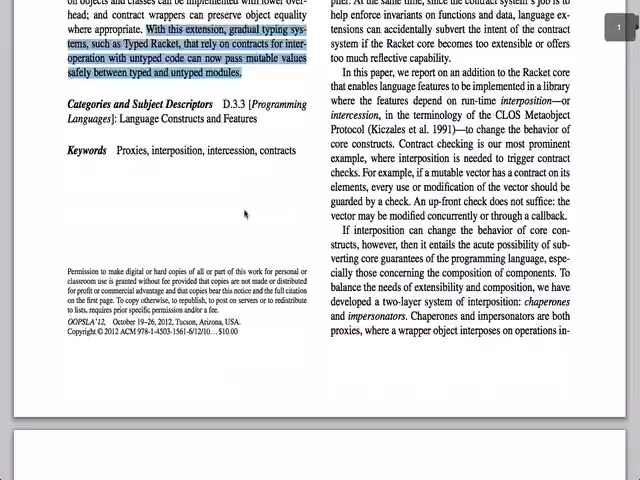 on objects and classes can be implemented with lower over-
head; and contract wrappers can preserve object equality
where appropriate. With this extension, gradual typing sys-
tems, such as Typed Racket, that rely on contracts for inter-
operation with untyped code can now pass mutable values
safely between typed and untyped modules.
Categories and Subject Descriptors D.3.3 [Programming
Languages]: Language Constructs and Features
Keywords Proxies, interposition, intercession, contracts
Permission to make digital or hard copies of all or part of this work for personal or
classroom use is granted without fee provided that copies are not made or distributed
for profit or commercial advantage and that copies bear this notice and the full citation
on the first page. To copy otherwise, to republish, to post on servers or to redistribute
to lists, requires prior specific permission and/or a fee.
OOPSLA'12, October 19–26, 2012, Tucson, Arizona, USA.
Copyright © 2012 ACM 978-1-4503-1561-6/12/10...$10.00
plier. At the same time, since the contract system's job is to
help enforce invariants on functions and data, language ex-
tensions can accidentally subvert the intent of the contract
system if the Racket core becomes too extensible or offers
too much reflective capability.
In this paper, we report on an addition to the Racket core
that enables language features to be implemented in a library
where the features depend on run-time interposition—or
intercession, in the terminology of the CLOS Metaobject
Protocol (Kiczales et al. 1991)—to change the behavior of
core constructs. Contract checking is our most prominent
example, where interposition is needed to trigger contract
checks. For example, if a mutable vector has a contract on its
elements, every use or modification of the vector should be
guarded by a check. An up-front check does not suffice: the
vector may be modified concurrently or through a callback.
If interposition can change the behavior of core con-
structs, however, then it entails the acute possibility of sub-
verting core guarantees of the programming language, espe-
cially those concerning the composition of components. To
balance the needs of extensibility and composition, we have
developed a two-layer system of interposition: chaperones
and impersonators. Chaperones and impersonators are both
proxies, where a wrapper object interposes on operations in-
1